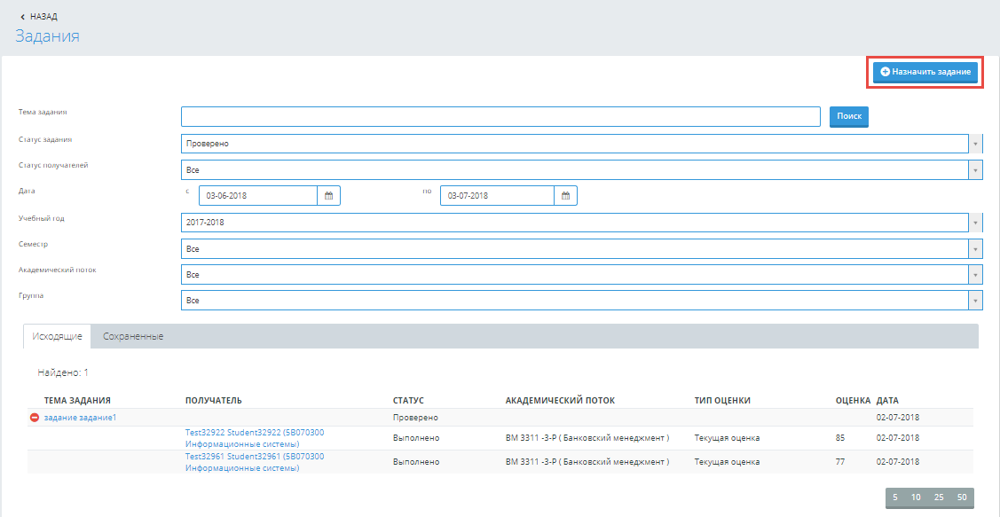 НАЗАД
Задания
Назначить задание
Тема задания
Поиск
Статус задания Проверено
Статус получателей Все
Дата с 03-06-2018 по 03-07-2018
Учебный год 2017-2018
Семестр Все
Академический поток Все
Группа Все
Исходящие Сохраненные
Найдено: 1
ТЕМА ЗАДАНИЯ ПОЛУЧАТЕЛЬ СТАТУС АКАДЕМИЧЕСКИЙ ПОТОК ТИП ОЦЕНКИ ОЦЕНКА ДАТА
задание задание1 Проверено 02-07-2018
Test32922 Student32922 (5B070300
Информационные системы) Выполнено BM 3311 -3-P ( Банковский менеджмент ) Текущая оценка 85 02-07-2018
Test32961 Student32961 (5B070300
Информационные системы) Выполнено BM 3311 -3-P ( Банковский менеджмент ) Текущая оценка 77 02-07-2018
5 10 25 50